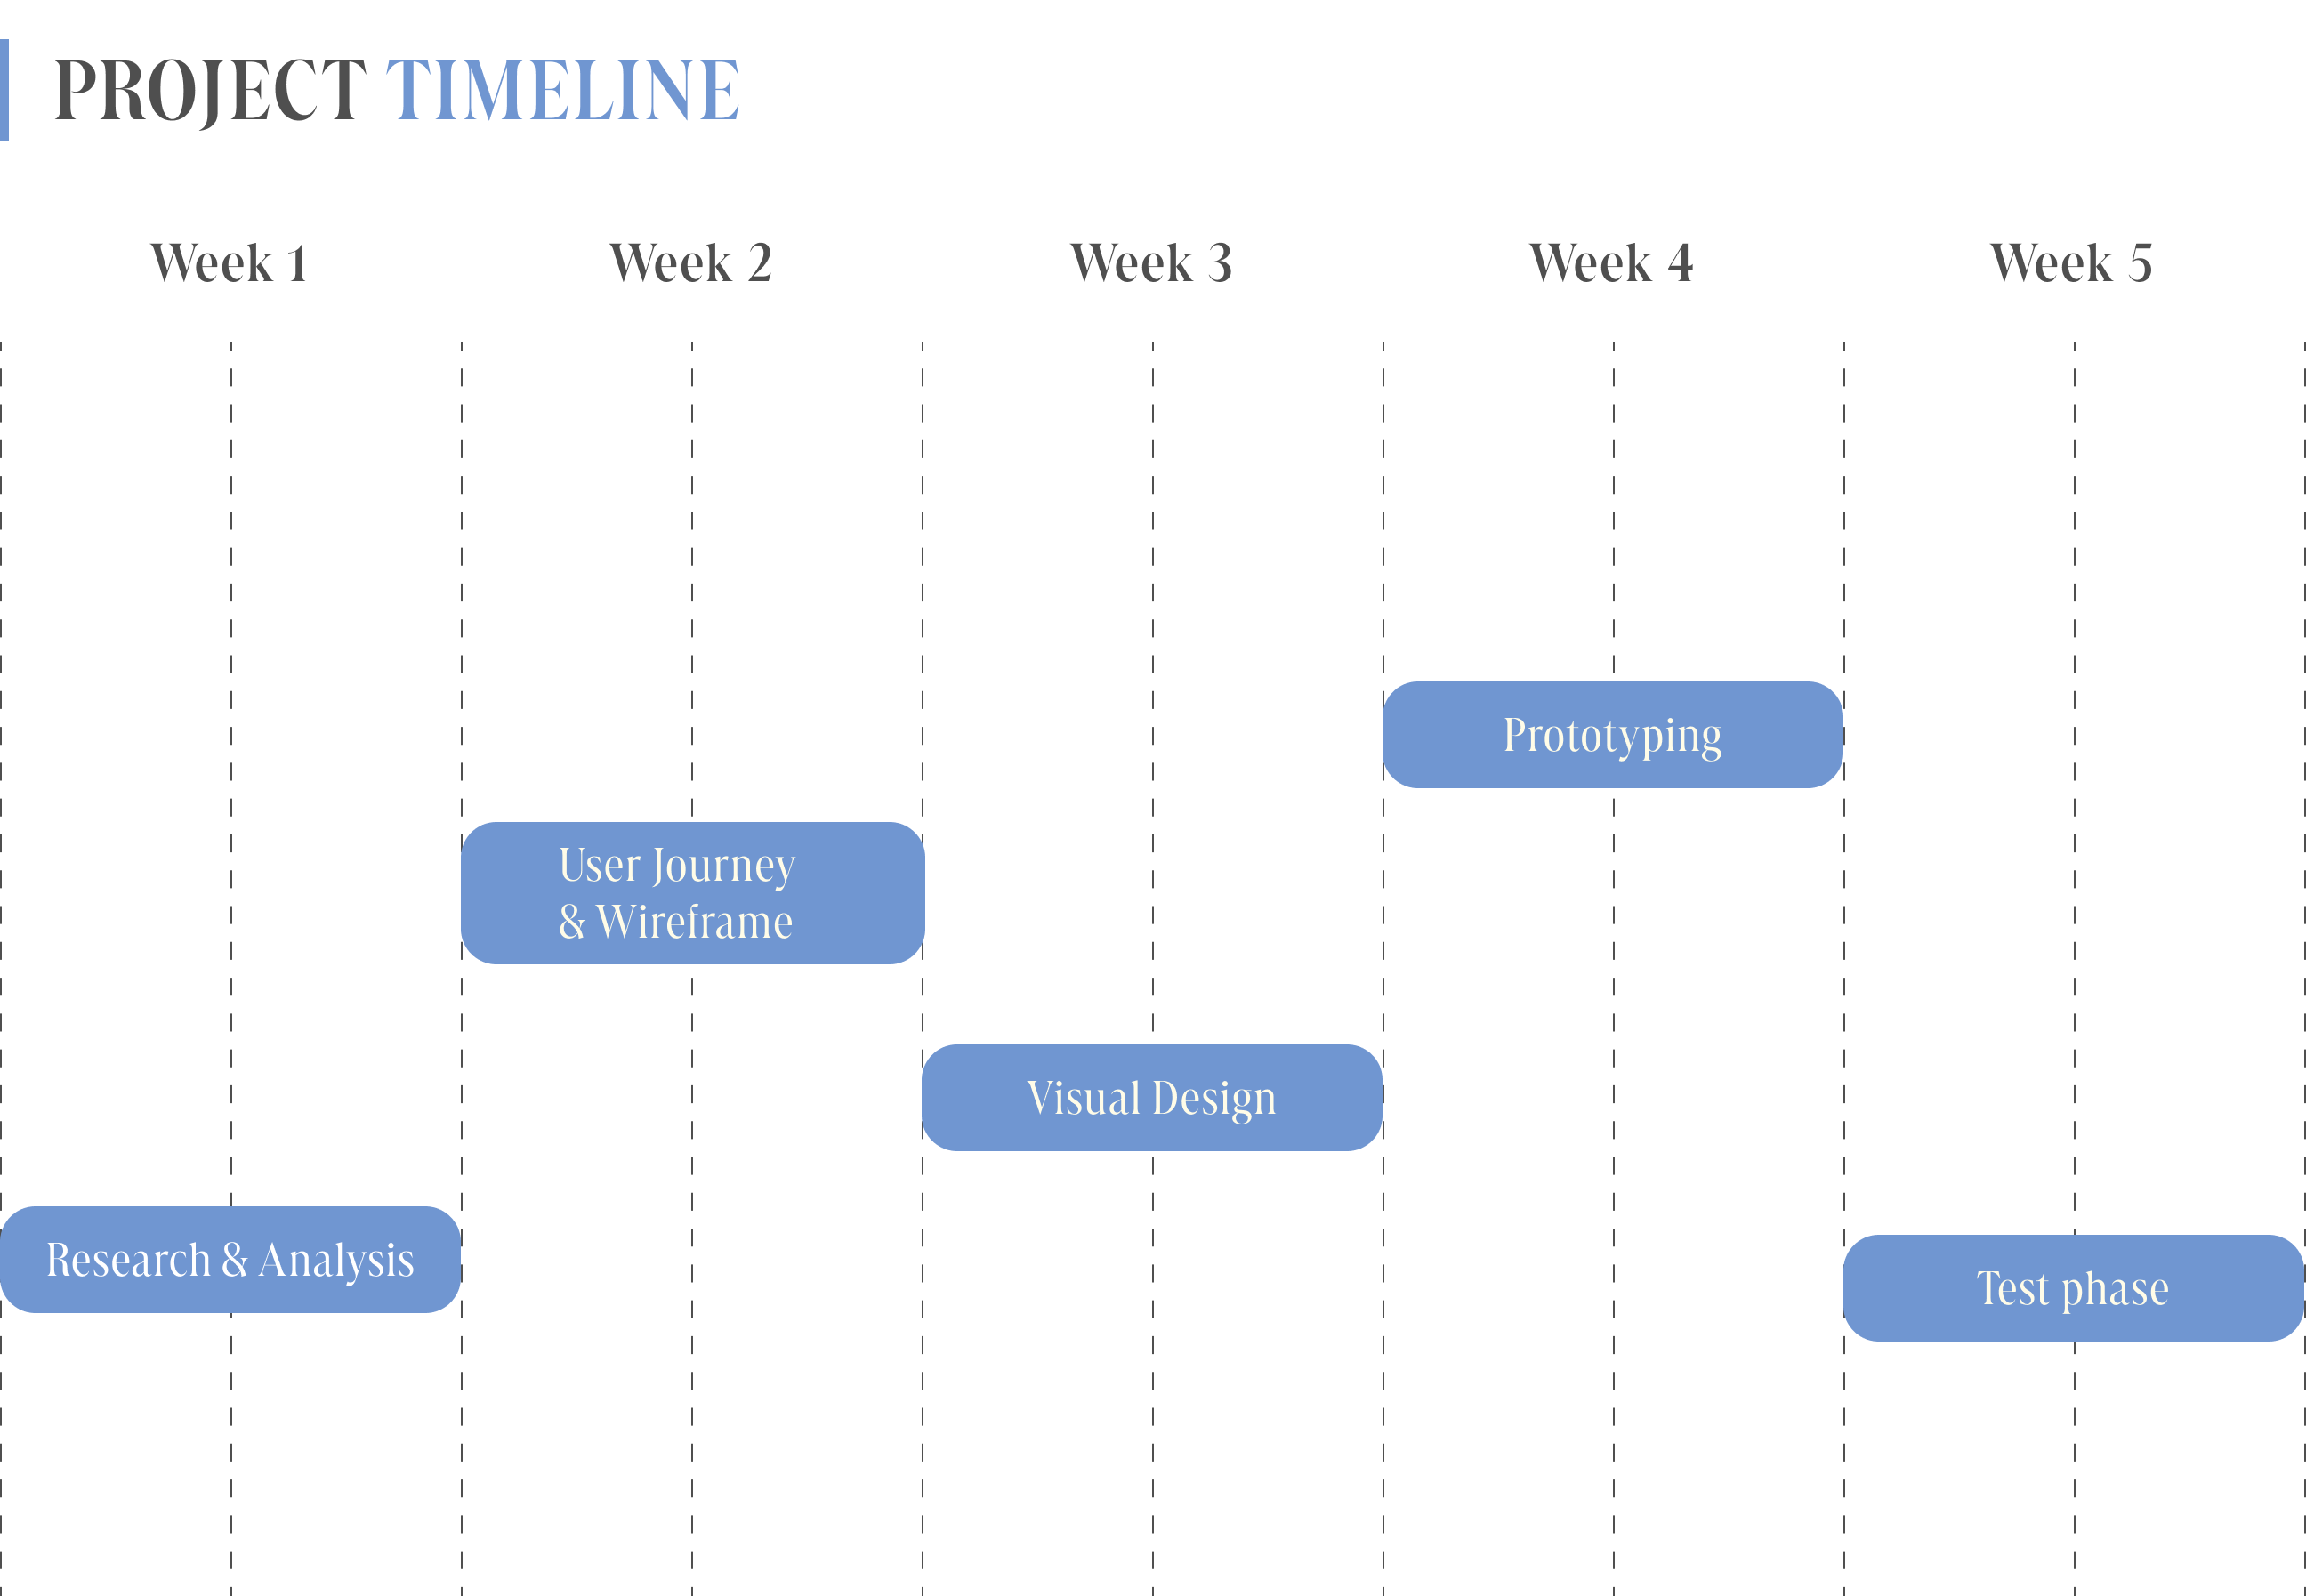 PROJECT TIMELINE
Week 1
Week 2
Week 3
Week 4
Week 5
Prototyping
User Journey
& Wireframe
Visual Design
Research & Analysis
Test phase